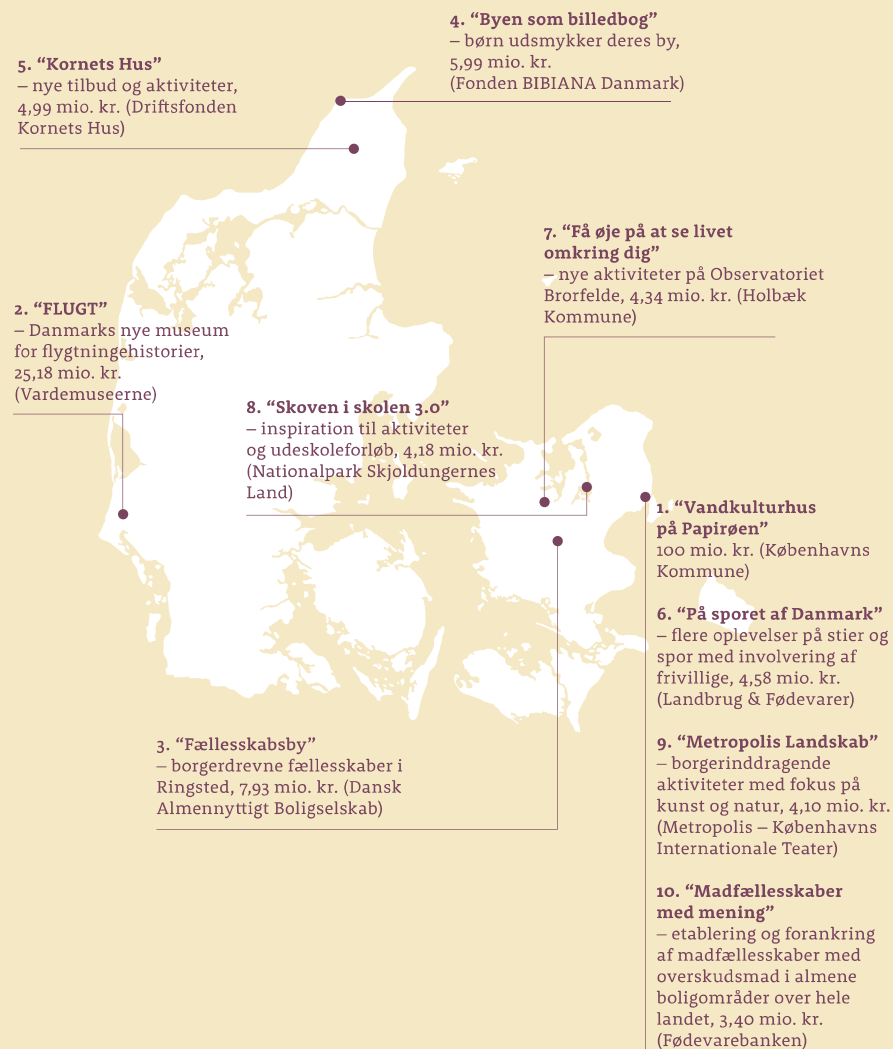 4. “Byen som billedbog”
– børn udsmykker deres by,
5,99 mio. kr.
(Fonden BIBIANA Danmark)
5. “Kornets Hus”
– nye tilbud og aktiviteter,
4,99 mio. kr. (Driftsfonden
Kornets Hus)
7. “Få øje på at se livet
omkring dig”
– nye aktiviteter på Observatoriet
Brorfelde, 4,34 mio. kr. (Holbæk
Kommune)
2. “FLUGT”
– Danmarks nye museum
for flygtningehistorier,
25,18 mio. kr.
(Vardemuseerne)
8. “Skoven i skolen 3.0”
– inspiration til aktiviteter
og udeskoleforløb, 4,18 mio. kr.
(Nationalpark Skjoldungernes
Land)
1. “Vandkulturhus
på Papirøen”
100 mio. kr. (Københavns
Kommune)
6. “På sporet af Danmark”
– flere oplevelser på stier og
spor med involvering af
frivillige, 4,58 mio. kr.
(Landbrug & Fødevarer)
3. “Fællesskabsby”
– borgerdrevne fællesskaber i
Ringsted, 7,93 mio. kr. (Dansk
Almennyttigt Boligselskab)
9. “Metropolis Landskab”
– borgerinddragende
aktiviteter med fokus på
kunst og natur, 4,10 mio. kr.
(Metropolis – Københavns
Internationale Teater)
10. “Madfællesskaber
med mening”
– etablering og forankring
af madfællesskaber med
overskudsmad i almene
boligområder over hele
landet, 3,40 mio. kr.
(Fødevarebanken)